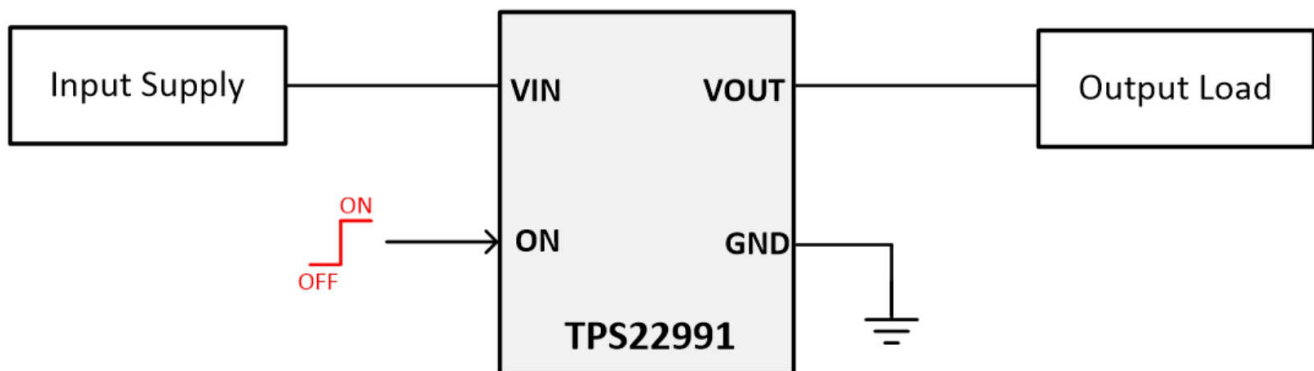 Input Supply
VIN
VOUT
Output Load
ON
OFF
ON
GND
TPS22991